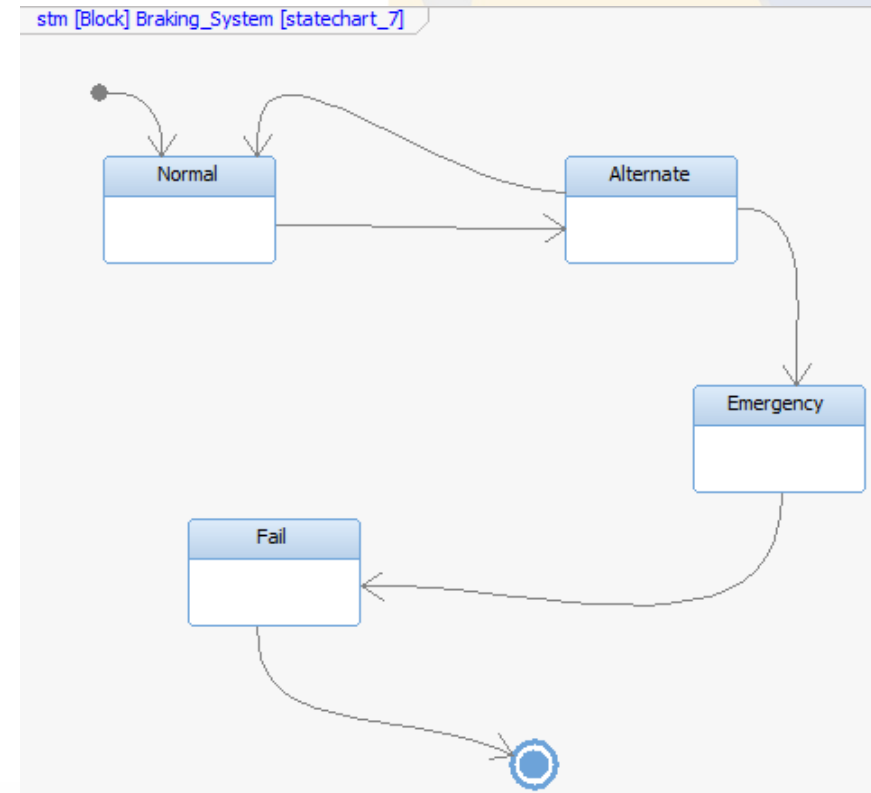 stm [Block] Braking_System [statechart_7]
Normal
Alternate
Emergency
Fail